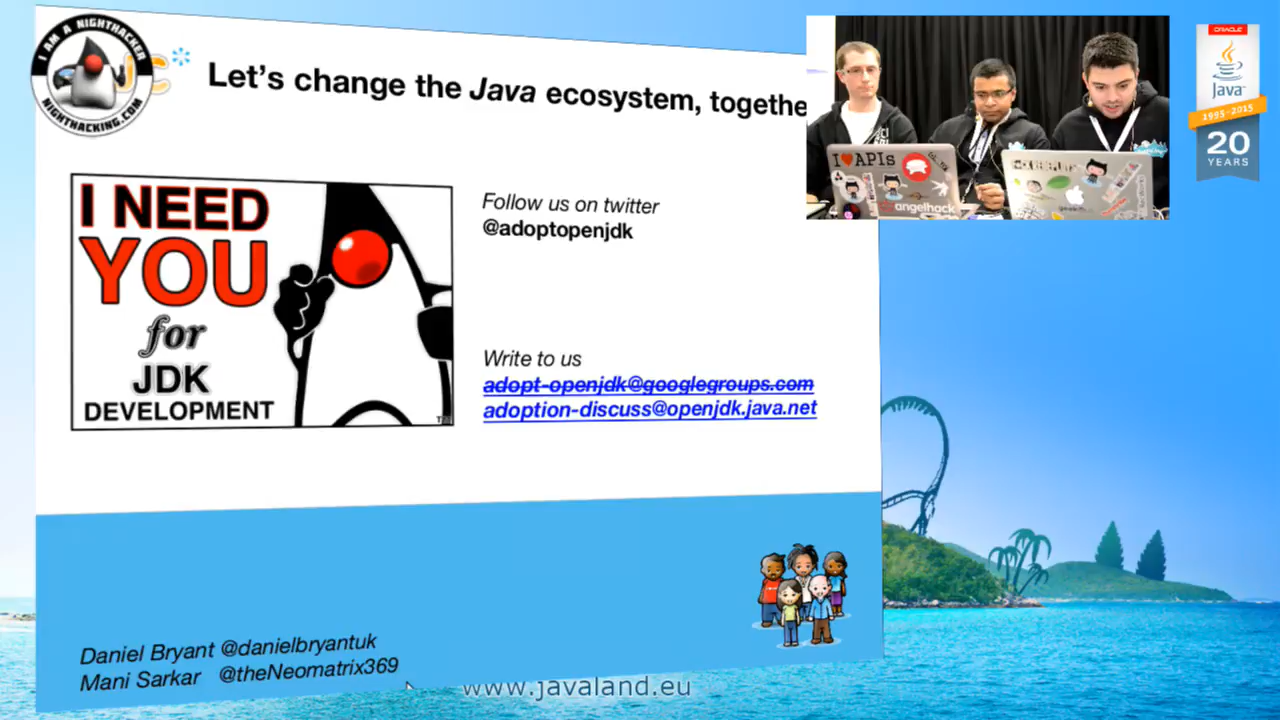 I AM A NIGHTHACKER
NIGHTHACKING.COM
Let's change the Java ecosystem, togethe
I NEED
YOU
for
JDK
DEVELOPMENT
Follow us on twitter
@adoptopenjdk
Write to us
adopt-openjdk@googlegroups.com
adoption-discuss@openjdk.java.net
Daniel Bryant @danielbryantuk
Mani Sarkar @theNeomatrix369
www.javaland.eu
I♥APIs
angelhack
ORACLE
Java
1995-2015
20
YEARS